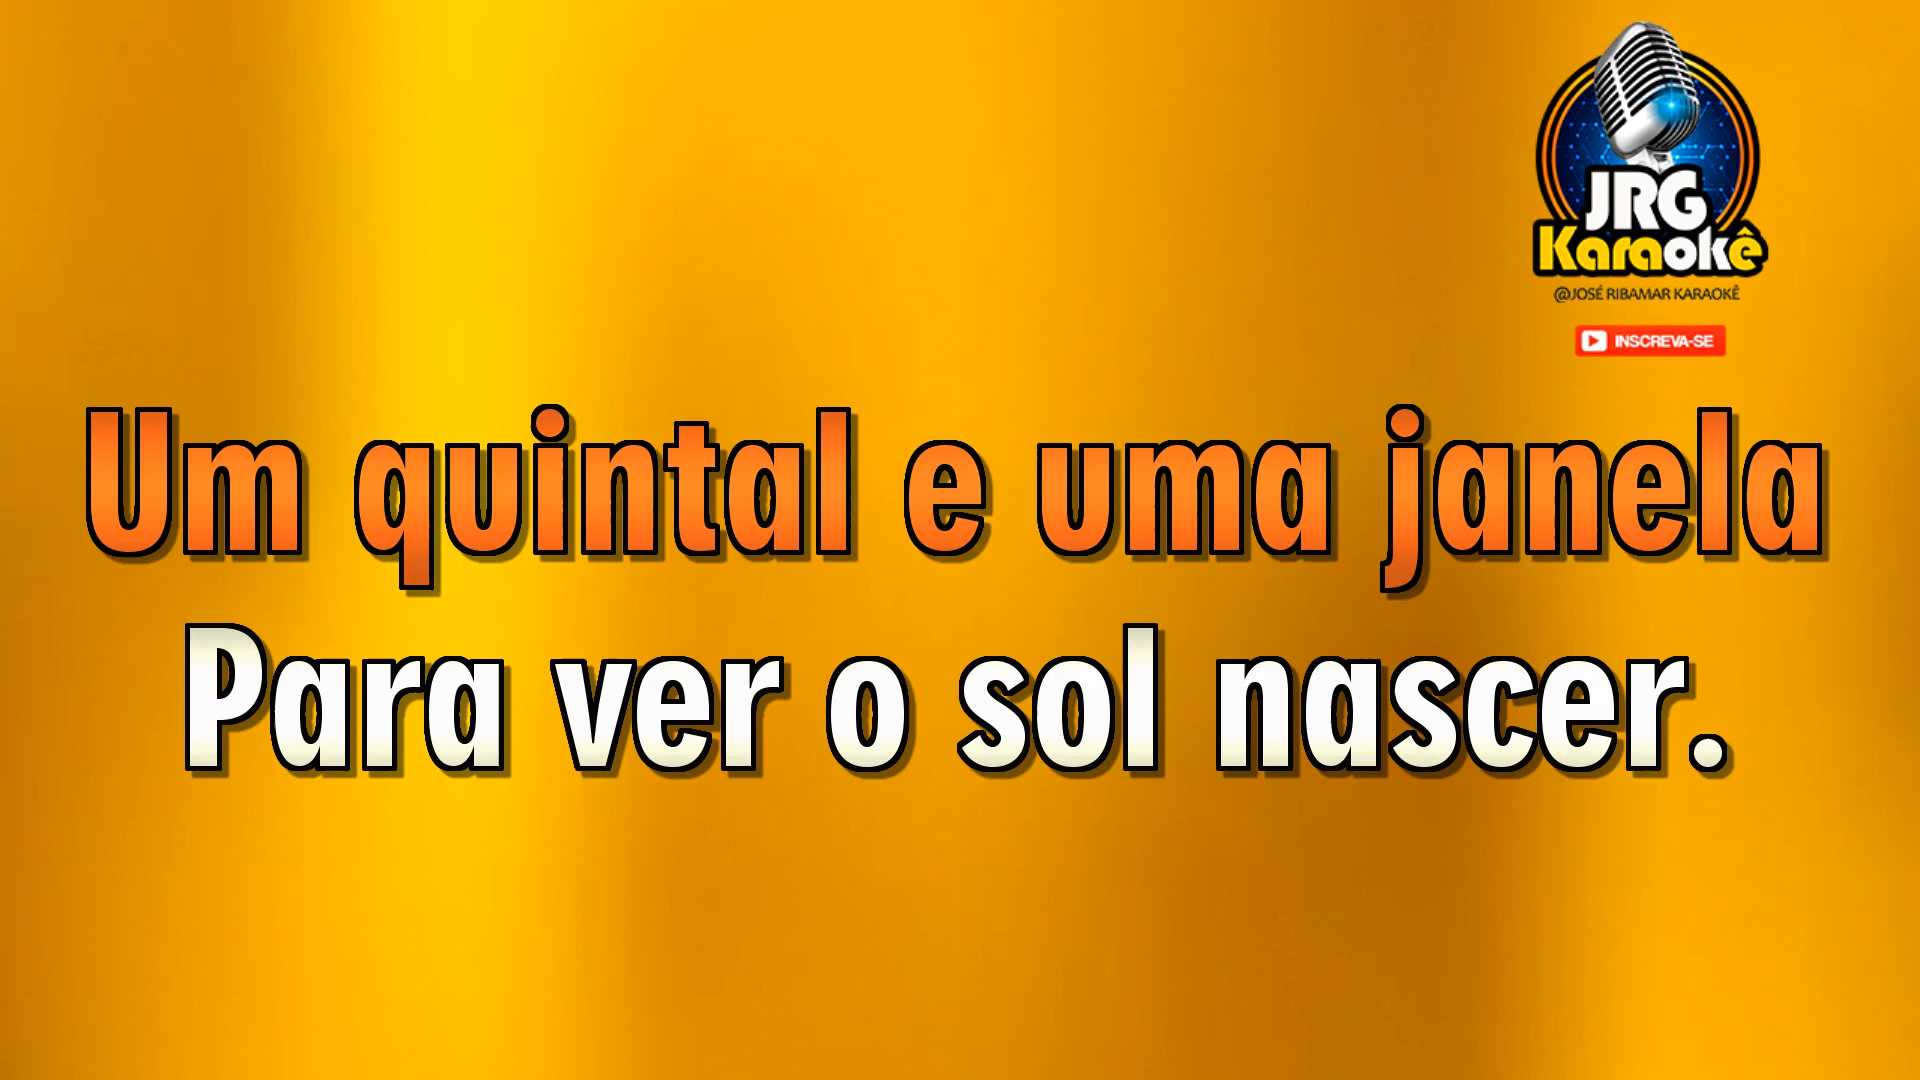 JRG
Karaokê
@JOSÉ RIBAMAR KARAOKÊ
INSCREVA-SE
Um quintal e uma janela
Para ver o sol nascer.